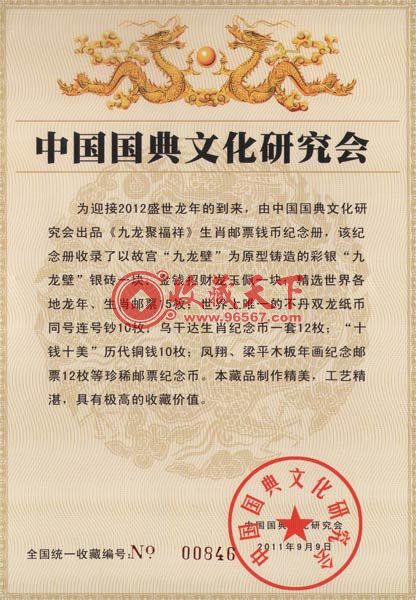 中国国典文化研究会
为迎接2012盛世龙年的到来，由中国国典文化研
究会出品《九龙聚福祥》生肖邮票钱币纪念册，该纪
念册收录了以故宫“九龙壁”为原型铸造的彩银“九
龙壁”银砖一块；金钱招财龙玉佩一块；精选世界各
地龙年、生肖邮票15枚；世界上唯一的不丹双龙纸币
同号连号钞10枚；乌干达生肖纪念币一套12枚；“十
钱十美”历代铜钱10枚；凤翔、梁平木板年画纪念邮
票12枚等珍稀邮票纪念币。本藏品制作精美，工艺精
湛，具有极高的收藏价值。
收藏天下
www.96567.com
中国国典文化研究会
中国国典文化研究会
2011年9月9日
全国统一收藏编号：No. 00846